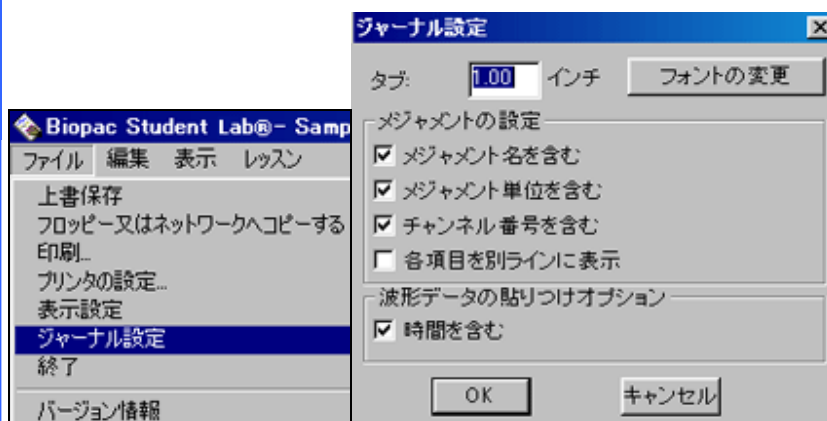 Biopac Student Lab®- Samp
ファイル 編集 表示 レッスン
上書保存
フロッピー又はネットワークへコピーする
印刷...
プリンタの設定...
表示設定
ジャーナル設定
終了
バージョン情報
ジャーナル設定
タブ: 1.00 インチ フォントの変更
メジャメントの設定
メジャメント名を含む
メジャメント単位を含む
チャンネル番号を含む
各項目を別ラインに表示
波形データの貼りつけオプション
時間を含む
OK キャンセル